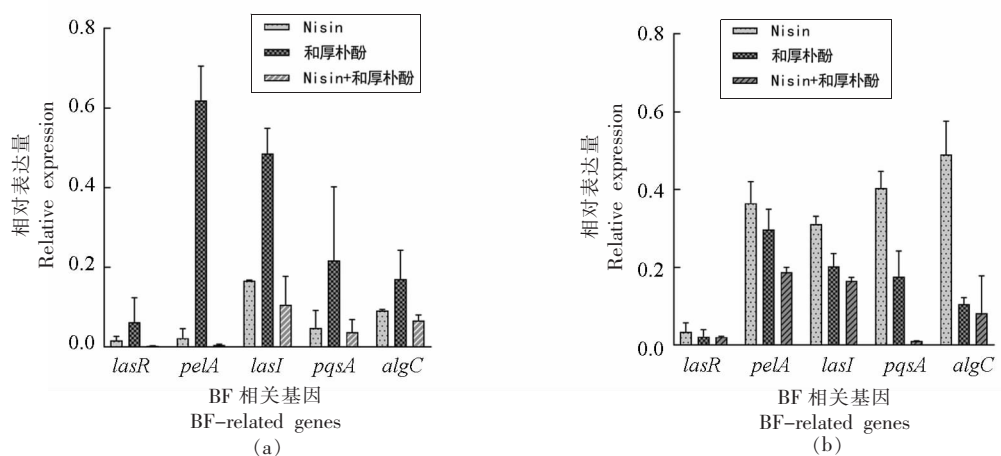 0.8
0.6
0.4
0.2
0.0
相对表达量
Relative expression
Nisin
和厚朴酚
Nisin+和厚朴酚
lasR pelA lasI pqsA algC
BF 相关基因
BF-related genes
(a)
0.8
0.6
0.4
0.2
0.0
相对表达量
Relative expression
Nisin
和厚朴酚
Nisin+和厚朴酚
lasR pelA lasI pqsA algC
BF 相关基因
BF-related genes
(b)